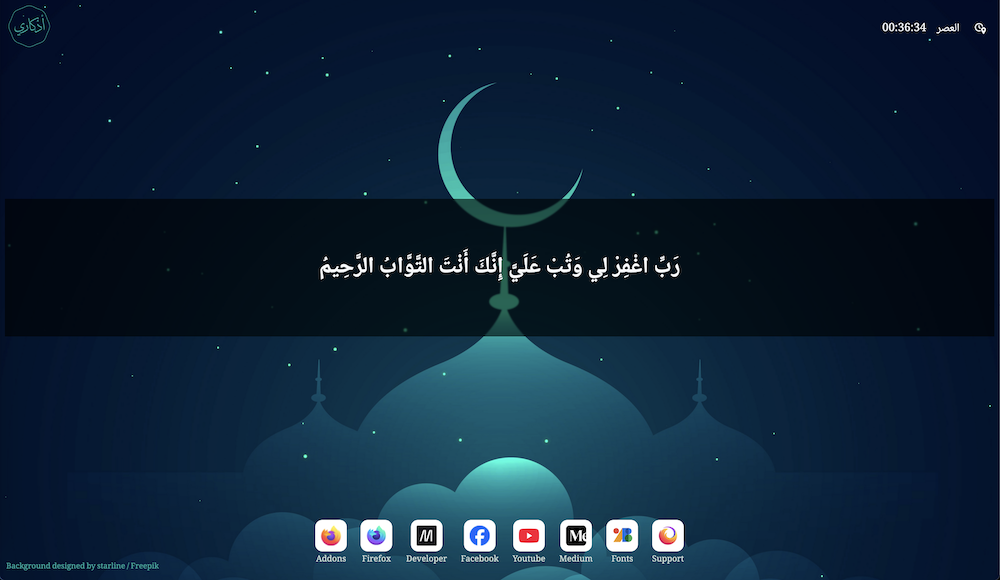 أذكاري
00:36:34 العصر
رَبِّ اغْفِرْ لِي وَتُبْ عَلَيَّ إِنَّكَ أَنْتَ التَّوَّابُ الرَّحِيمُ
Addons Firefox Developer Facebook Youtube Medium Fonts Support
Background designed by starline / Freepik